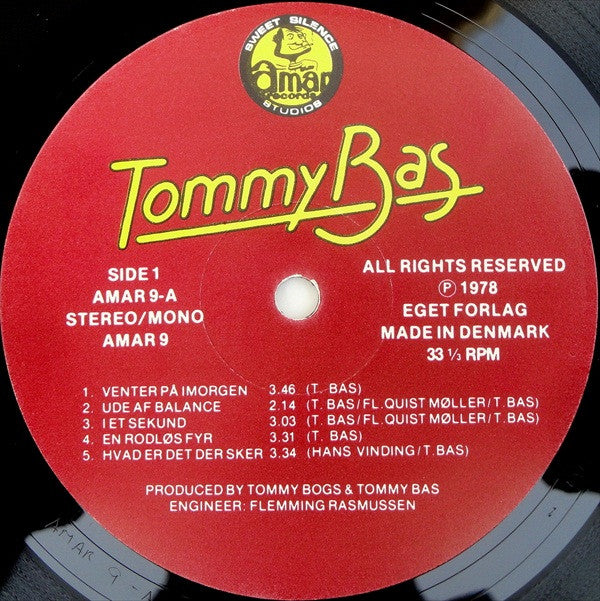 SWEET SILENCE
amar
records
STUDIOS
Tommy Bas
SIDE 1
AMAR 9-A
STEREO/MONO
AMAR 9
ALL RIGHTS RESERVED
Ⓟ 1978
EGET FORLAG
MADE IN DENMARK
33 ⅓ RPM
1. VENTER PÅ IMORGEN 3.46 (T. BAS)
2. UDE AF BALANCE 2.14 (T. BAS/FL. QUIST MØLLER/T. BAS)
3. I ET SEKUND 3.03 (T. BAS/FL. QUIST MØLLER/T. BAS)
4. EN RODLØS FYR 3.31 (T. BAS)
5. HVAD ER DET DER SKER 3.34 (HANS VINDING/T. BAS)
PRODUCED BY TOMMY BOGS & TOMMY BAS
ENGINEER: FLEMMING RASMUSSEN
AMAR 9 -